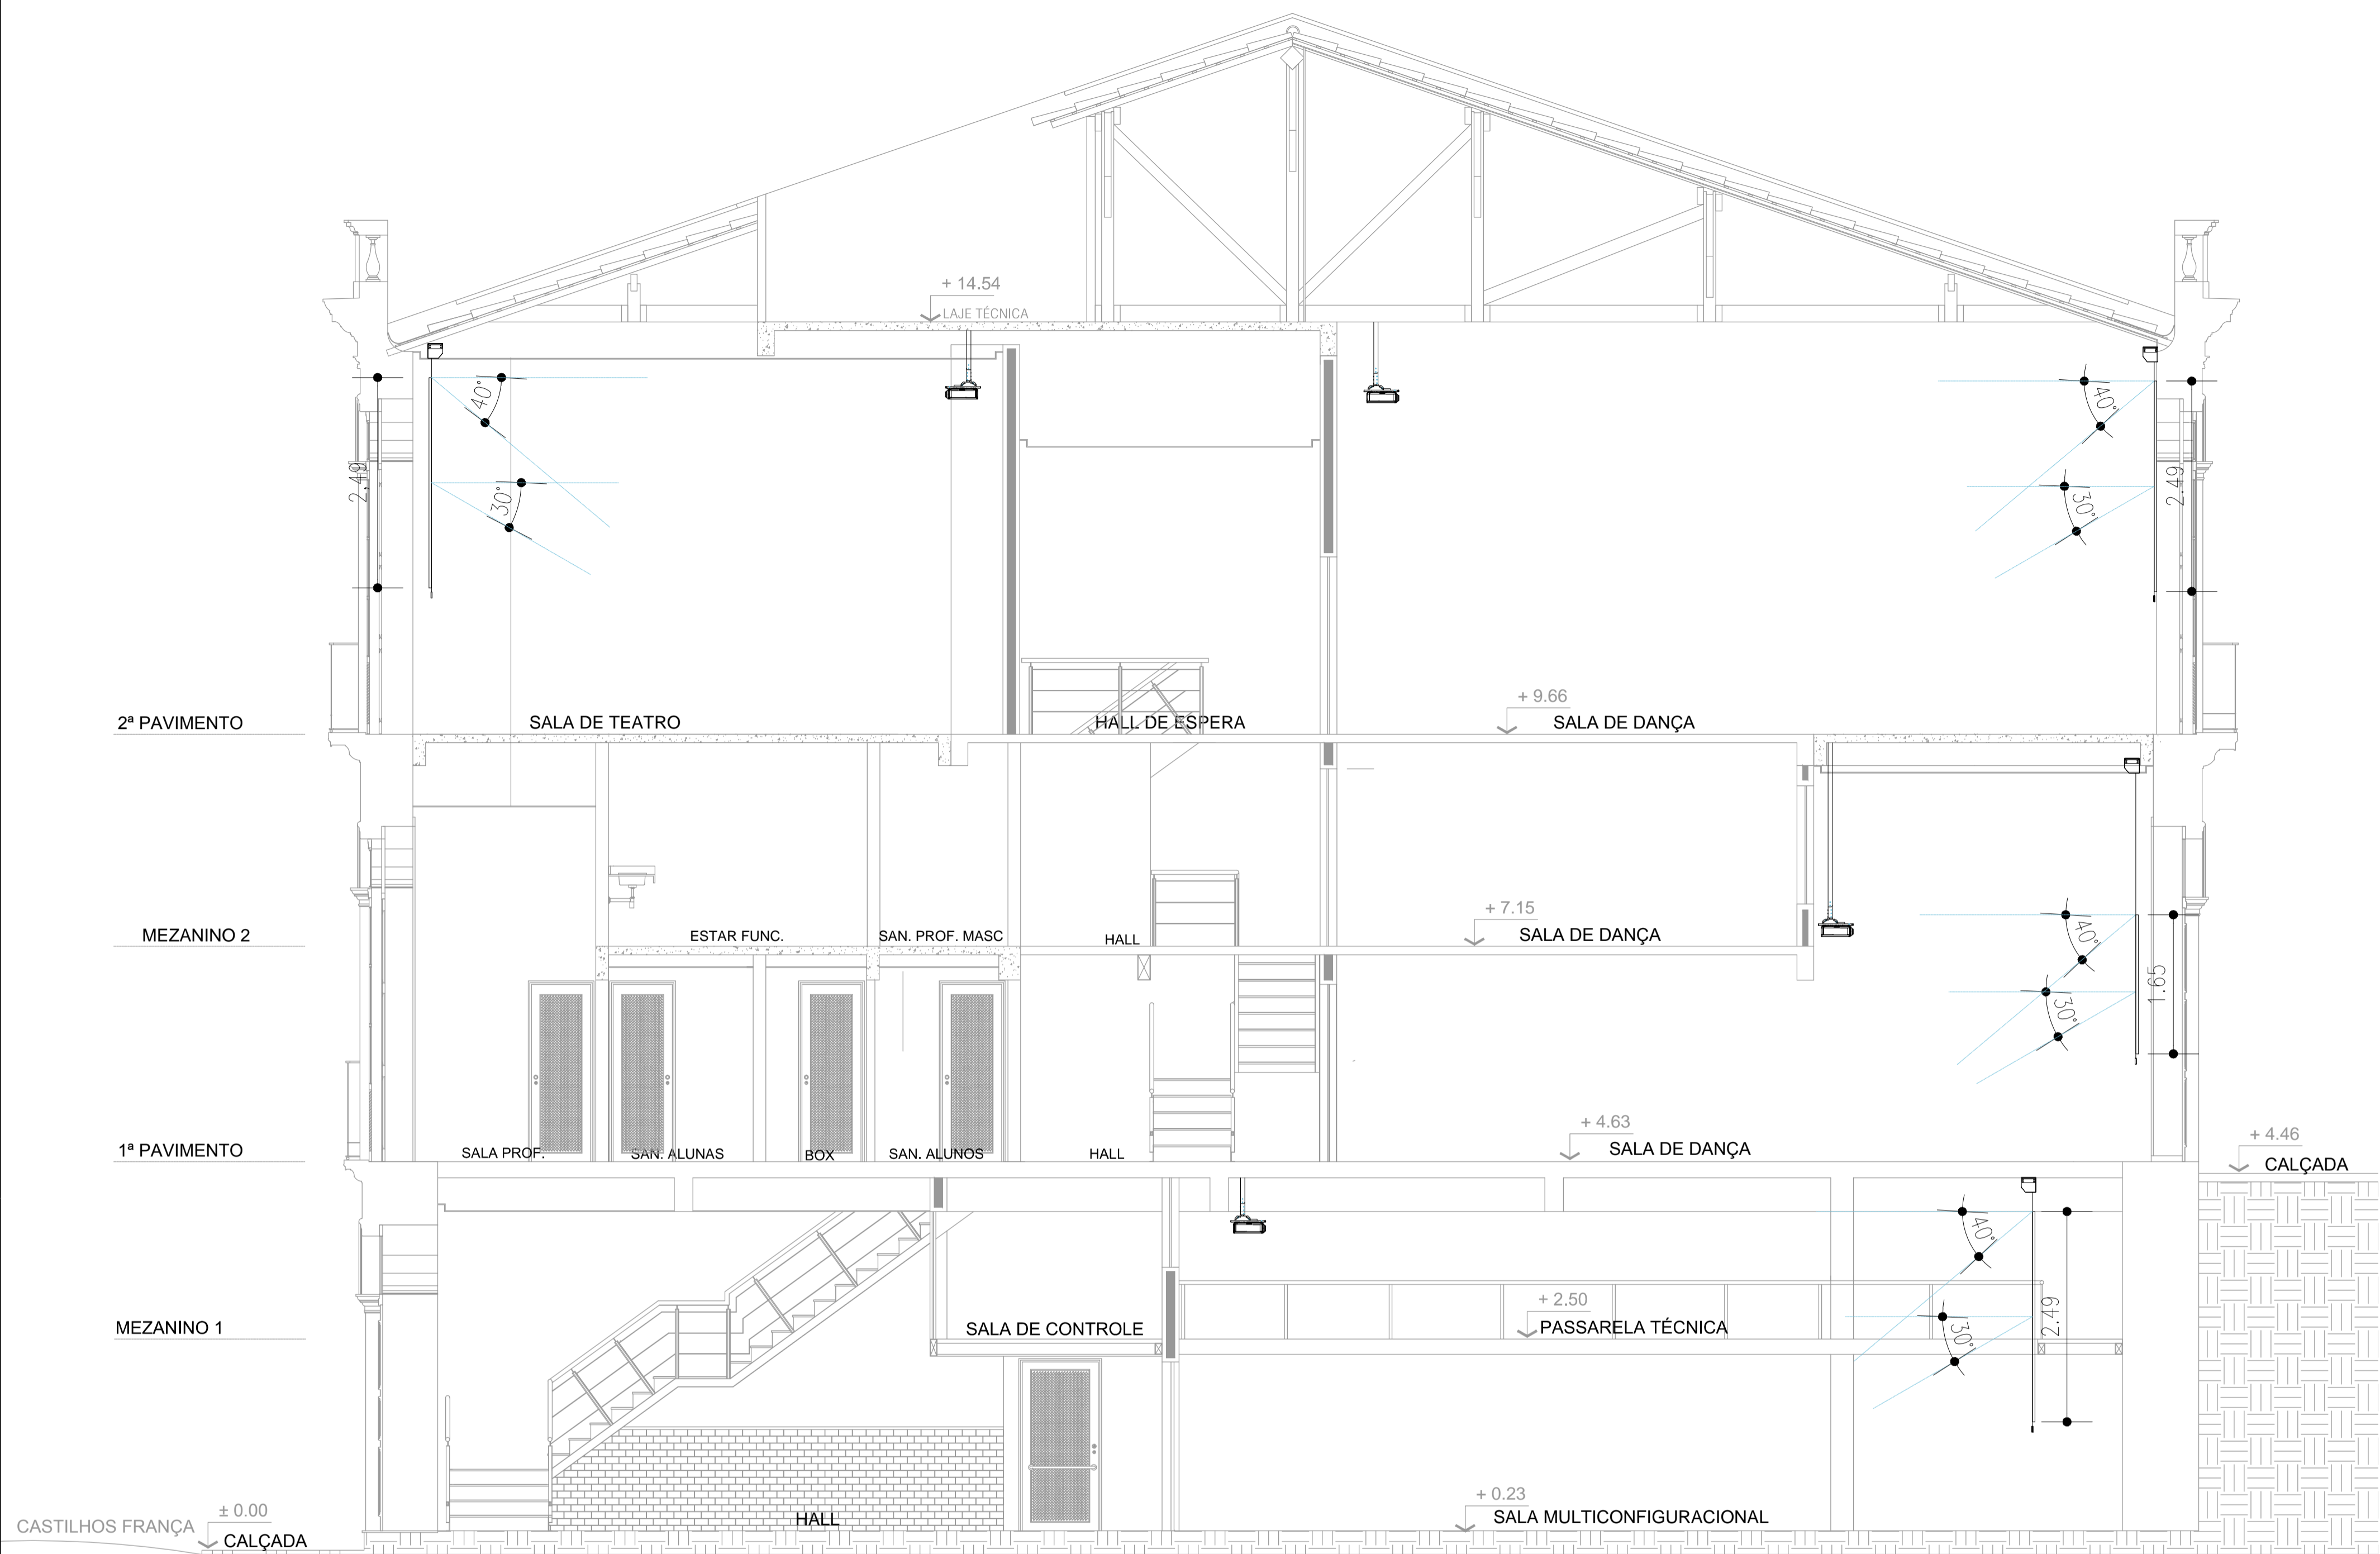 + 14.54
LAJE TÉCNICA
40°
40°
2,49
30°
2.49
30°
+ 9.66
2ª PAVIMENTO
SALA DE TEATRO
HALL DE ESPERA
SALA DE DANÇA
+ 7.15
MEZANINO 2
ESTAR FUNC.
SAN. PROF. MASC
HALL
SALA DE DANÇA
40°
1.65
30°
+ 4.63
1ª PAVIMENTO
SALA PROF.
SAN. ALUNAS
BOX
SAN. ALUNOS
HALL
SALA DE DANÇA
+ 4.46
CALÇADA
40°
+ 2.50
2.49
MEZANINO 1
SALA DE CONTROLE
PASSARELA TÉCNICA
30°
+ 0.23
± 0.00
CASTILHOS FRANÇA
CALÇADA
HALL
SALA MULTICONFIGURACIONAL